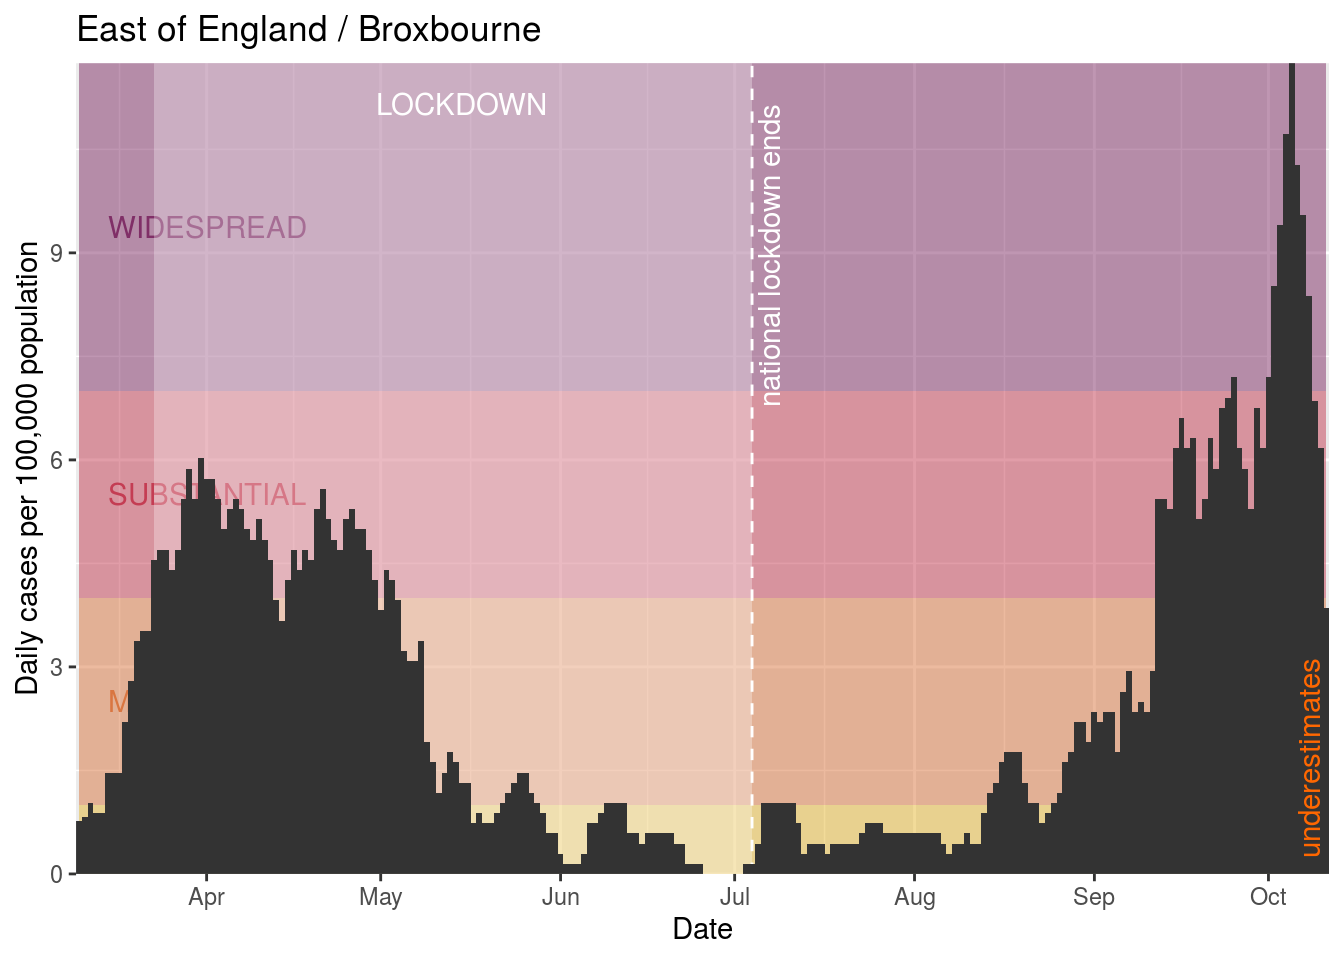 East of England / Broxbourne
LOCKDOWN
WIDESPREAD
SUBSTANTIAL
national lockdown ends
underestimates
Daily cases per 100,000 population
9
6
3
0
Apr
May
Jun
Jul
Aug
Sep
Oct
Date